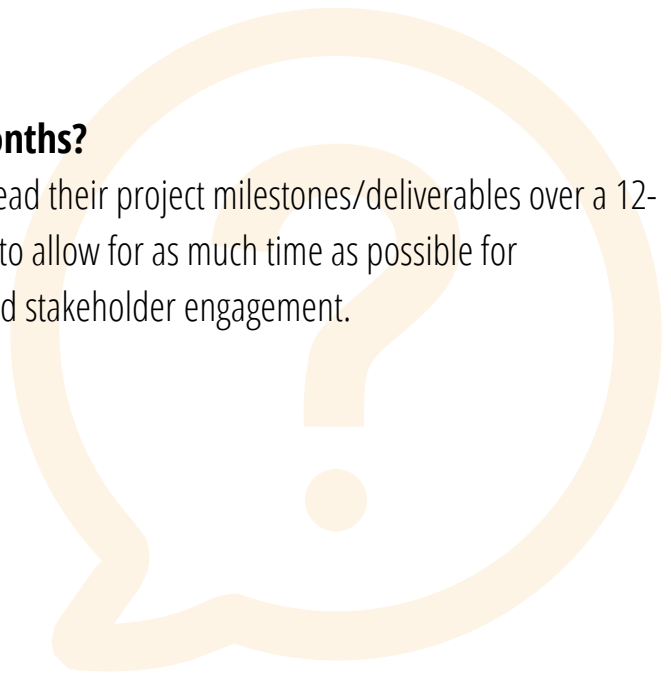 onths?
ead their project milestones/deliverables over a 12-
to allow for as much time as possible for
d stakeholder engagement.